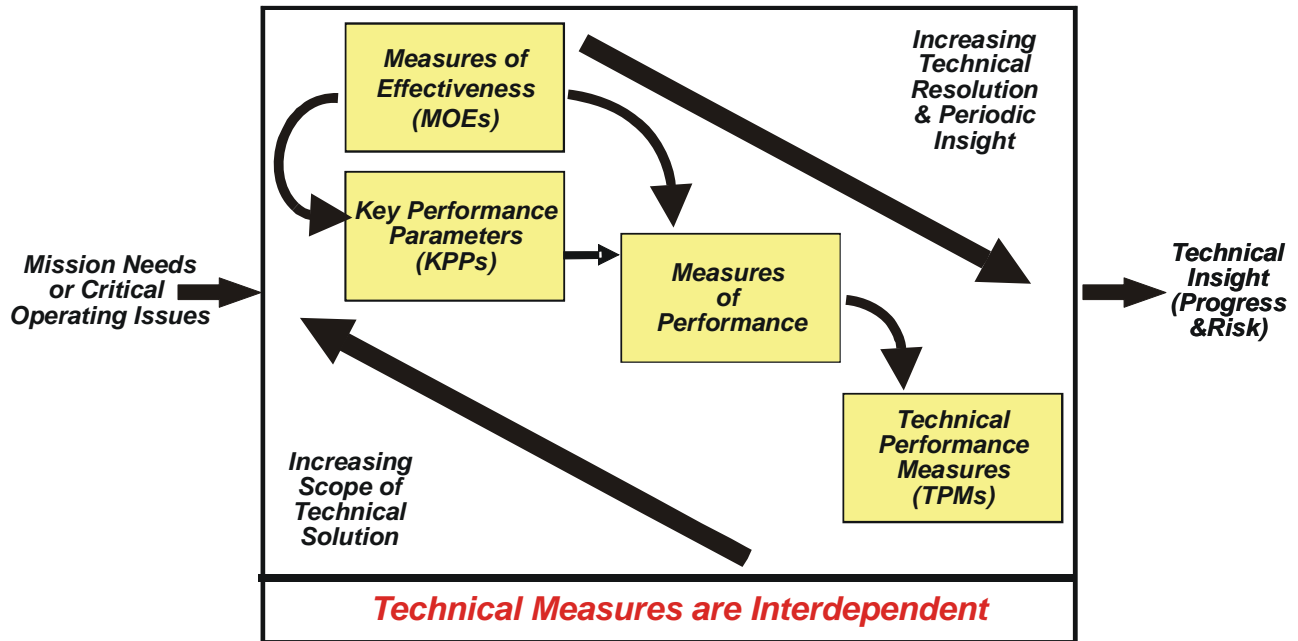 Measures of
Effectiveness
(MOEs)
Increasing
Technical
Resolution
& Periodic
Insight
Key Performance
Parameters
(KPPs)
Mission Needs
or Critical
Operating Issues
Measures
of
Performance
Technical
Insight
(Progress
&Risk)
Technical
Performance
Measures
(TPMs)
Increasing
Scope of
Technical
Solution
Technical Measures are Interdependent